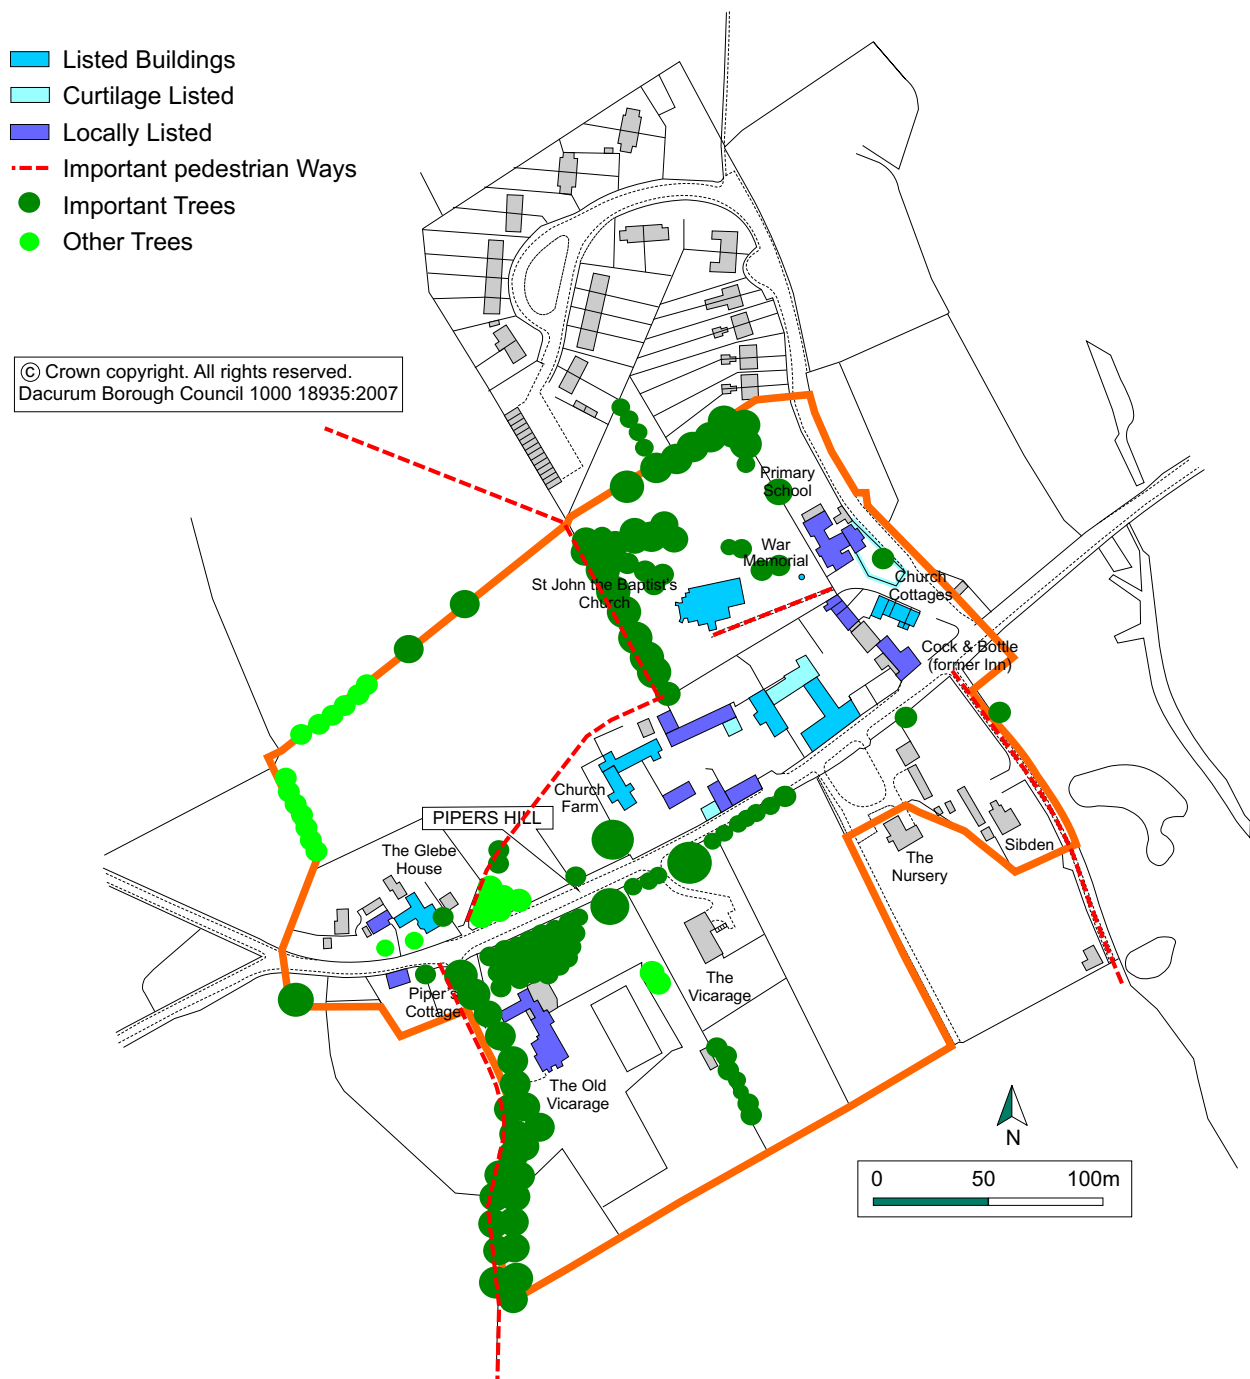 Listed Buildings
Curtilage Listed
Locally Listed
Important pedestrian Ways
Important Trees
Other Trees
© Crown copyright. All rights reserved.
Dacurum Borough Council 1000 18935:2007
Primary
School
War
Memorial
St John the Baptist's
Church
Church
Cottages
Cock & Bottle
(former Inn)
Church
Farm
PIPERS HILL
The Glebe
House
Sibden
The
Nursery
The
Vicarage
Piper's
Cottage
The Old
Vicarage
N
0 50 100m